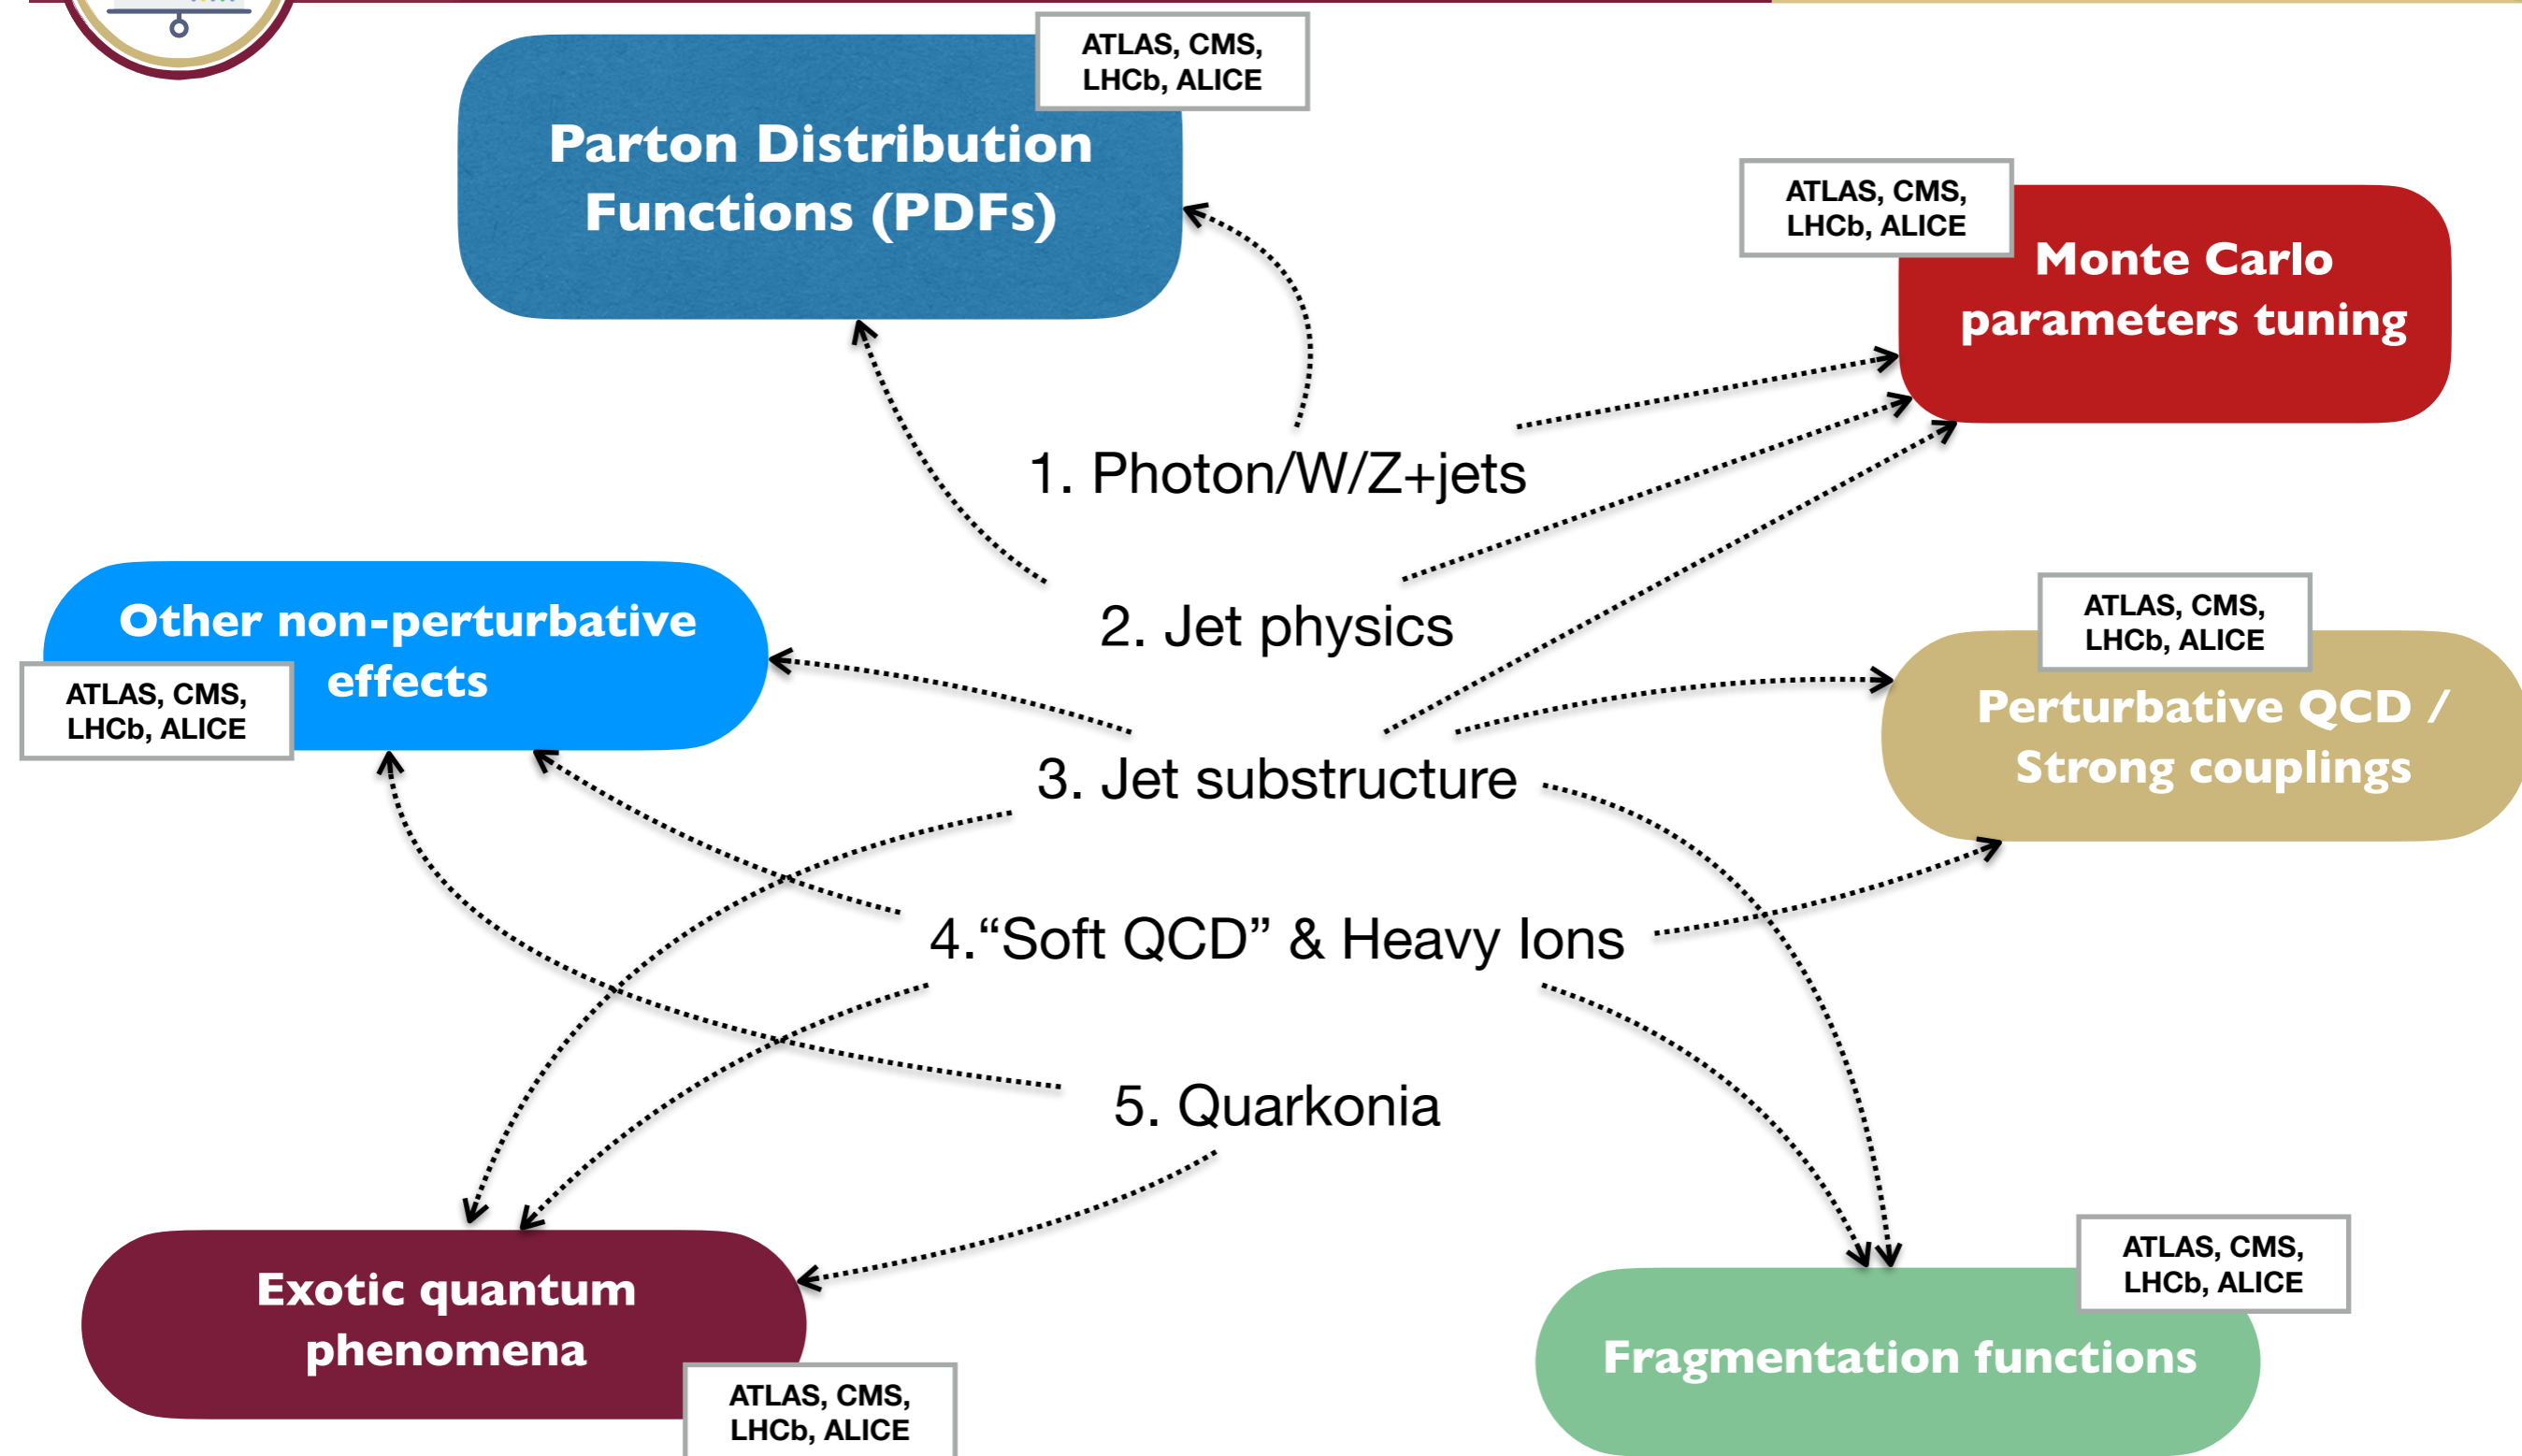 ATLAS, CMS,
LHCb, ALICE
Parton Distribution
Functions (PDFs)
ATLAS, CMS,
LHCb, ALICE
Monte Carlo
parameters tuning
1. Photon/W/Z+jets
2. Jet physics
Other non-perturbative
effects
ATLAS, CMS,
LHCb, ALICE
ATLAS, CMS,
LHCb, ALICE
Perturbative QCD /
Strong couplings
3. Jet substructure
4.“Soft QCD” & Heavy Ions
5. Quarkonia
Exotic quantum
phenomena
ATLAS, CMS,
LHCb, ALICE
ATLAS, CMS,
LHCb, ALICE
Fragmentation functions